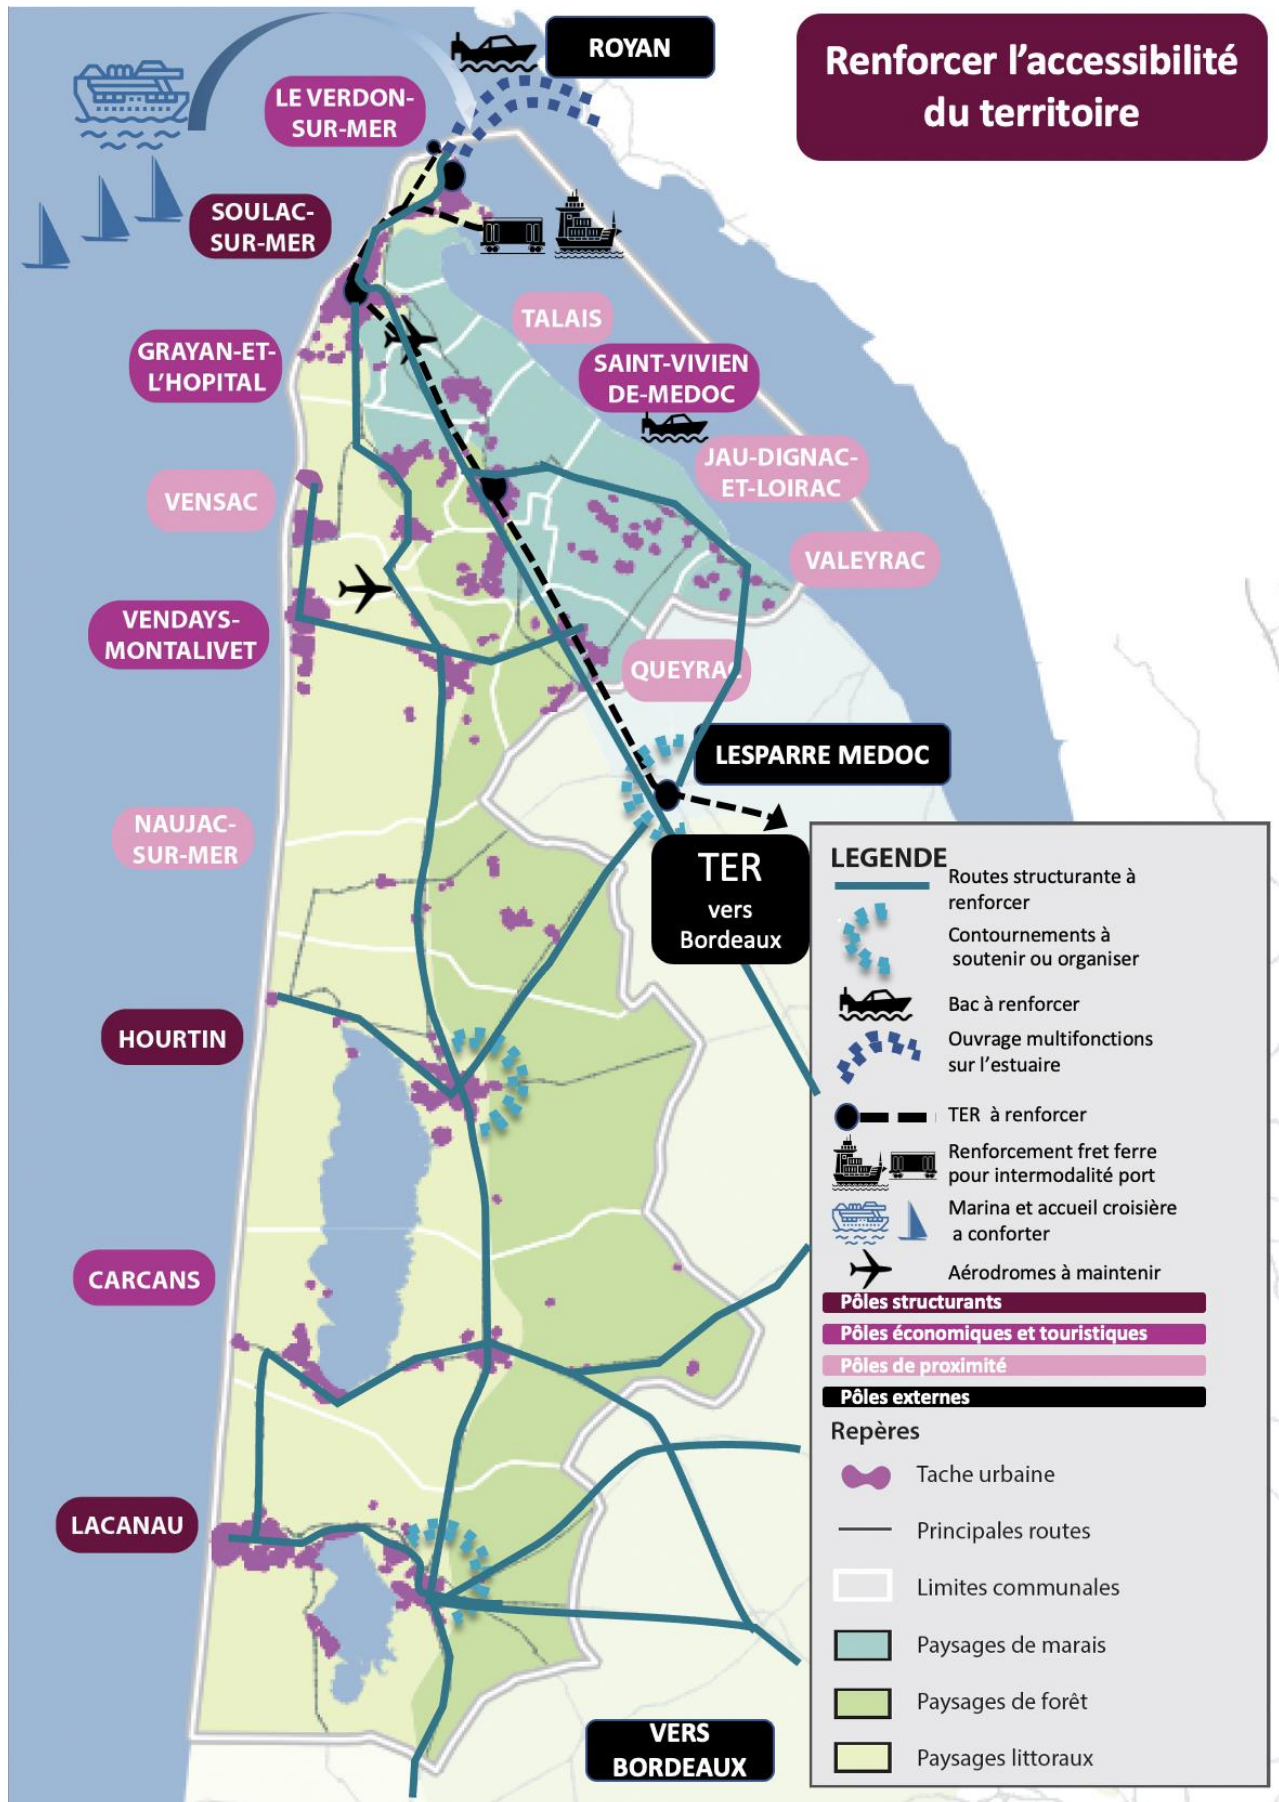 Renforcer l’accessibilité
du territoire
ROYAN
LE VERDON-
SUR-MER
SOULAC-
SUR-MER
TALAIS
GRAYAN-ET-
L’HOPITAL
SAINT-VIVIEN
DE-MEDOC
JAU-DIGNAC-
ET-LOIRAC
VENSAC
VALEYRAC
VENDAYS-
MONTALIVET
QUEYRAC
LESPARRE MEDOC
NAUJAC-
SUR-MER
TER
vers
Bordeaux
HOURTIN
CARCANS
LACANAU
VERS
BORDEAUX
LEGENDE
Routes structurante à
renforcer
Contournements à
soutenir ou organiser
Bac à renforcer
Ouvrage multifonctions
sur l’estuaire
TER à renforcer
Renforcement fret ferre
pour intermodalité port
Marina et accueil croisière
a conforter
Aérodromes à maintenir
Pôles structurants
Pôles économiques et touristiques
Pôles de proximité
Pôles externes
Repères
Tache urbaine
Principales routes
Limites communales
Paysages de marais
Paysages de forêt
Paysages littoraux